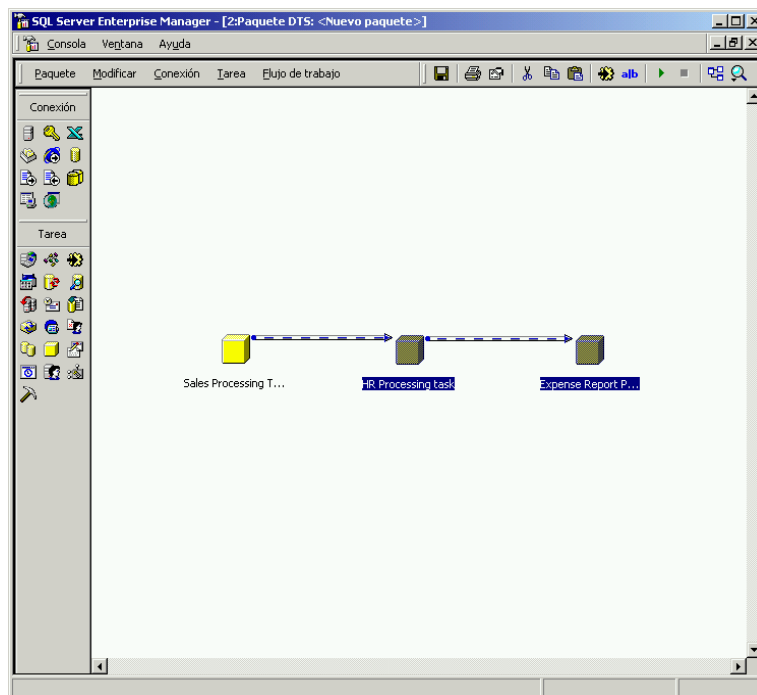 SQL Server Enterprise Manager - [2:Paquete DTS: <Nuevo paquete>]
Consola Ventana Ayuda
Paquete Modificar Conexión Tarea Flujo de trabajo a|b
Conexión
Tarea
Sales Processing T... HR Processing task Expense Report P...